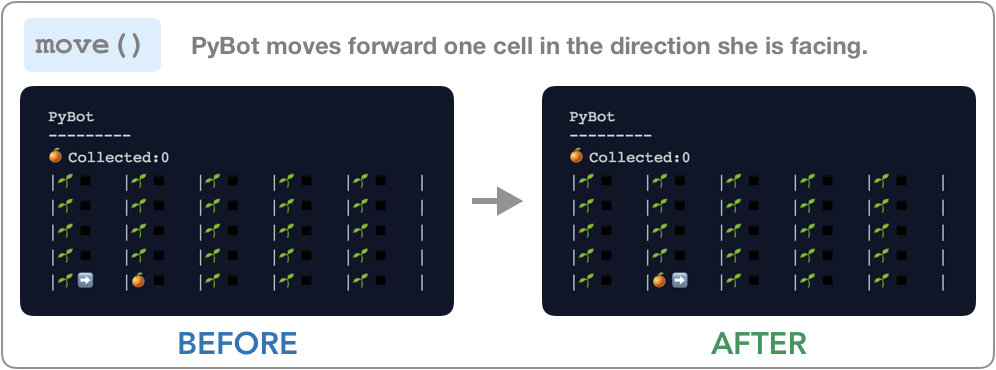 move()
PyBot moves forward one cell in the direction she is facing.
PyBot
---------
🍊 Collected:0
|🌱◾ |🌱◾ |🌱◾ |🌱◾ |🌱◾ |
|🌱◾ |🌱◾ |🌱◾ |🌱◾ |🌱◾ |
|🌱◾ |🌱◾ |🌱◾ |🌱◾ |🌱◾ |
|🌱◾ |🌱◾ |🌱◾ |🌱◾ |🌱◾ |
|🌱➡️ |🍊◾ |🌱◾ |🌱◾ |🌱◾ |
BEFORE
PyBot
---------
🍊 Collected:0
|🌱◾ |🌱◾ |🌱◾ |🌱◾ |🌱◾ |
|🌱◾ |🌱◾ |🌱◾ |🌱◾ |🌱◾ |
|🌱◾ |🌱◾ |🌱◾ |🌱◾ |🌱◾ |
|🌱◾ |🌱◾ |🌱◾ |🌱◾ |🌱◾ |
|🌱◾ |🍊➡️ |🌱◾ |🌱◾ |🌱◾ |
AFTER